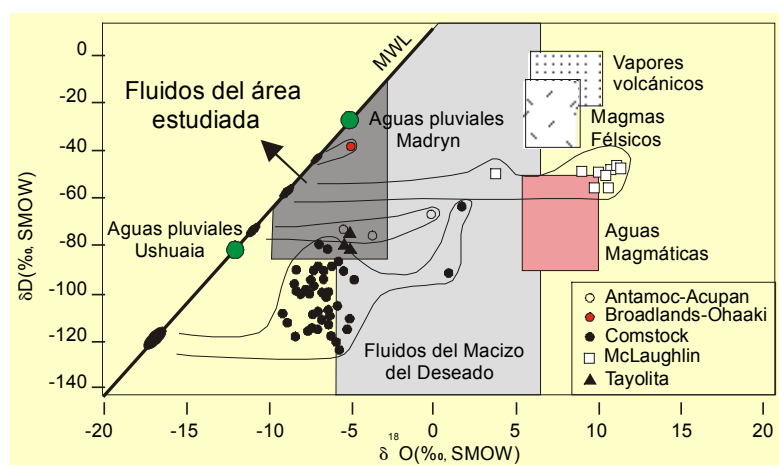 0
-20
-40
-60
-80
-100
-120
-140
δD(‰, SMOW)
MWL
Fluidos del área
estudiada
Aguas pluviales
Madryn
Aguas pluviales
Ushuaia
Vapores
volcánicos
Magmas
Félsicos
Aguas
Magmáticas
Fluidos del Macizo
del Deseado
Antamoc-Acupan
Broadlands-Ohaaki
Comstock
McLaughlin
Tayolita
-20 -15 -10 -5 0 5 10 15 20
δ 18 O(‰, SMOW)